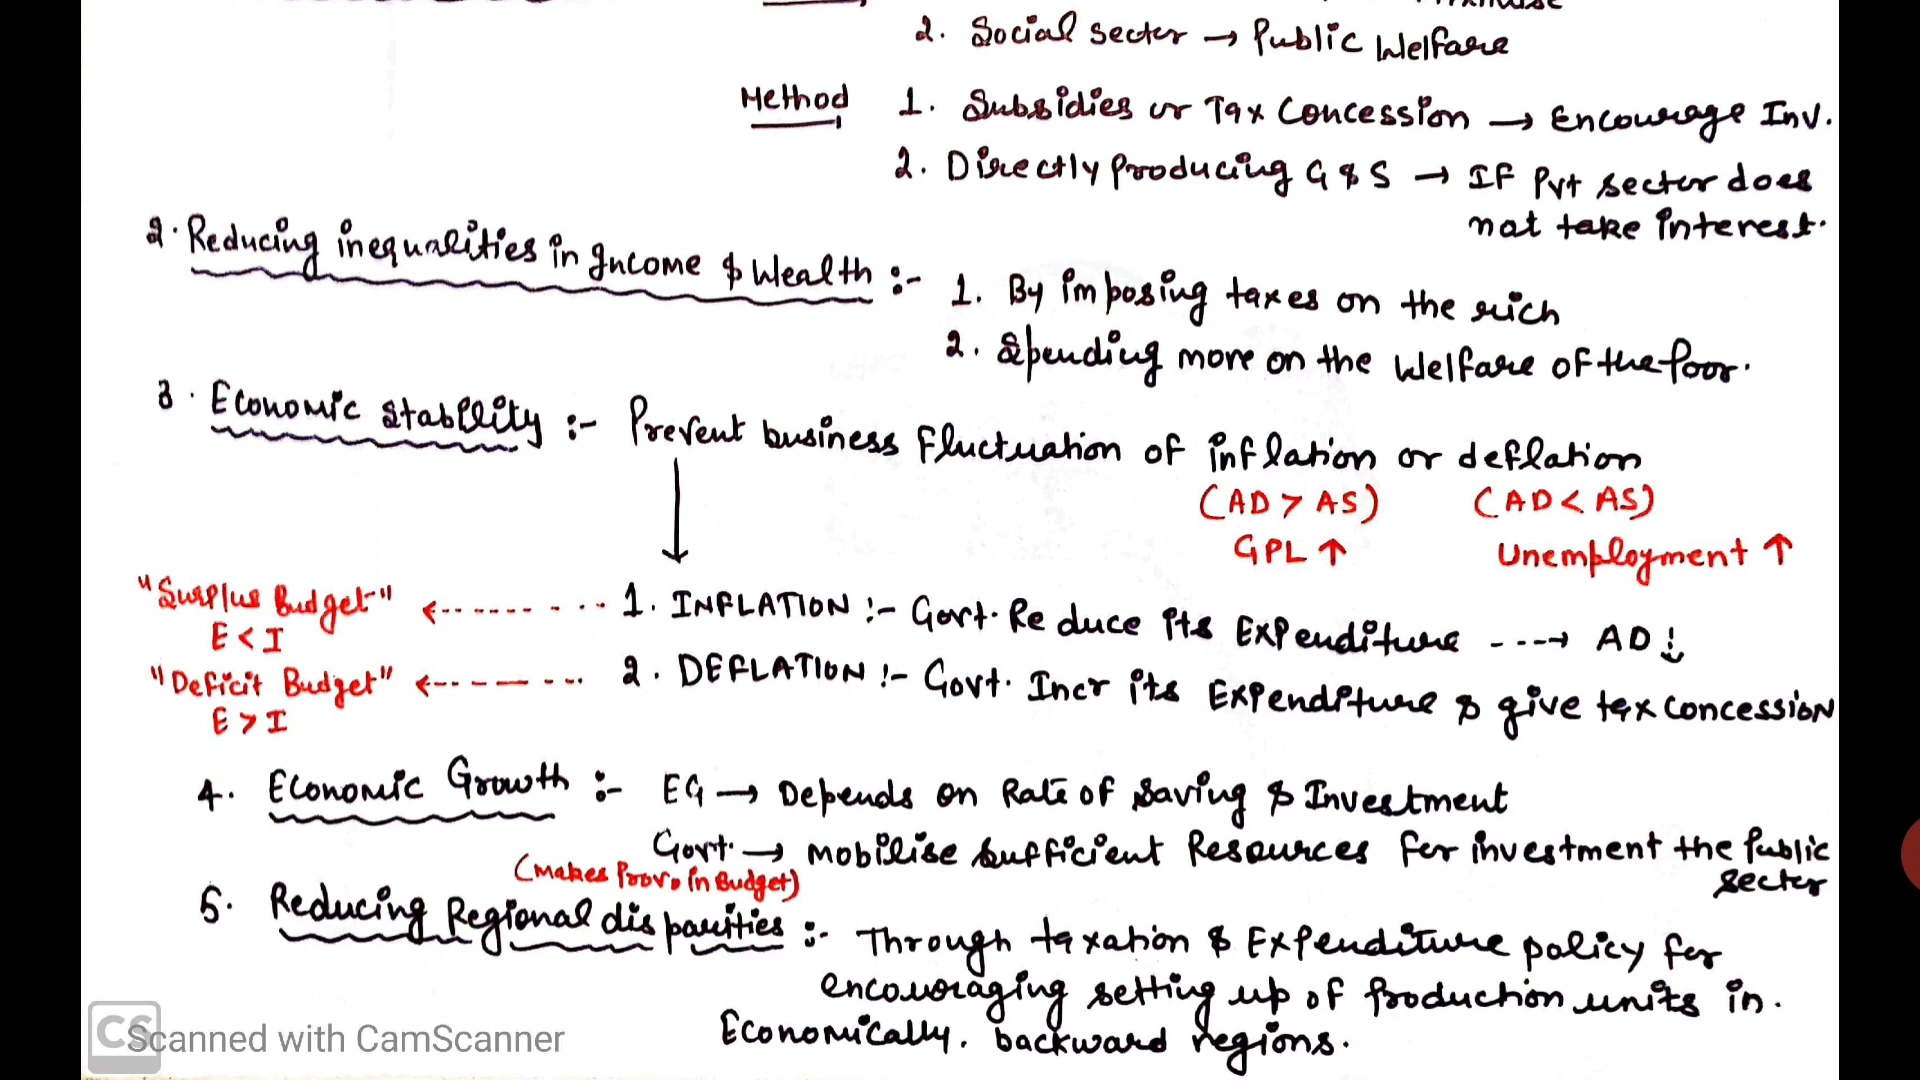 2. Social sector → Public Welfare
Method 1. Subsidies or Tax Concession → Encourage Inv.
2. Directly Producing G & S → If Pvt sector does
not take interest.
2. Reducing inequalities in Income & Wealth :- 1. By imposing taxes on the rich
2. Spending more on the Welfare of the Poor.
3. Economic stability :- Prevent business Fluctuation of inflation or deflation
(AD > AS) (AD < AS)
GPL ↑ Unemployment ↑
"Surplus Budget" ← 1. INFLATION :- Govt. Reduce its Expenditure ---→ AD ↓
E < I
"Deficit Budget" ← 2. DEFLATION :- Govt. Incr its Expenditure & give tax concession
E > I
4. Economic Growth :- EG → Depends on Rate of Saving & Investment
Govt. → mobilise sufficient Resources for investment the Public
sector
(makes Prov. in Budget)
5. Reducing Regional disparities :- Through taxation & Expenditure policy for
encouraging setting up of production units in.
Economically. backward regions.
CS Scanned with CamScanner